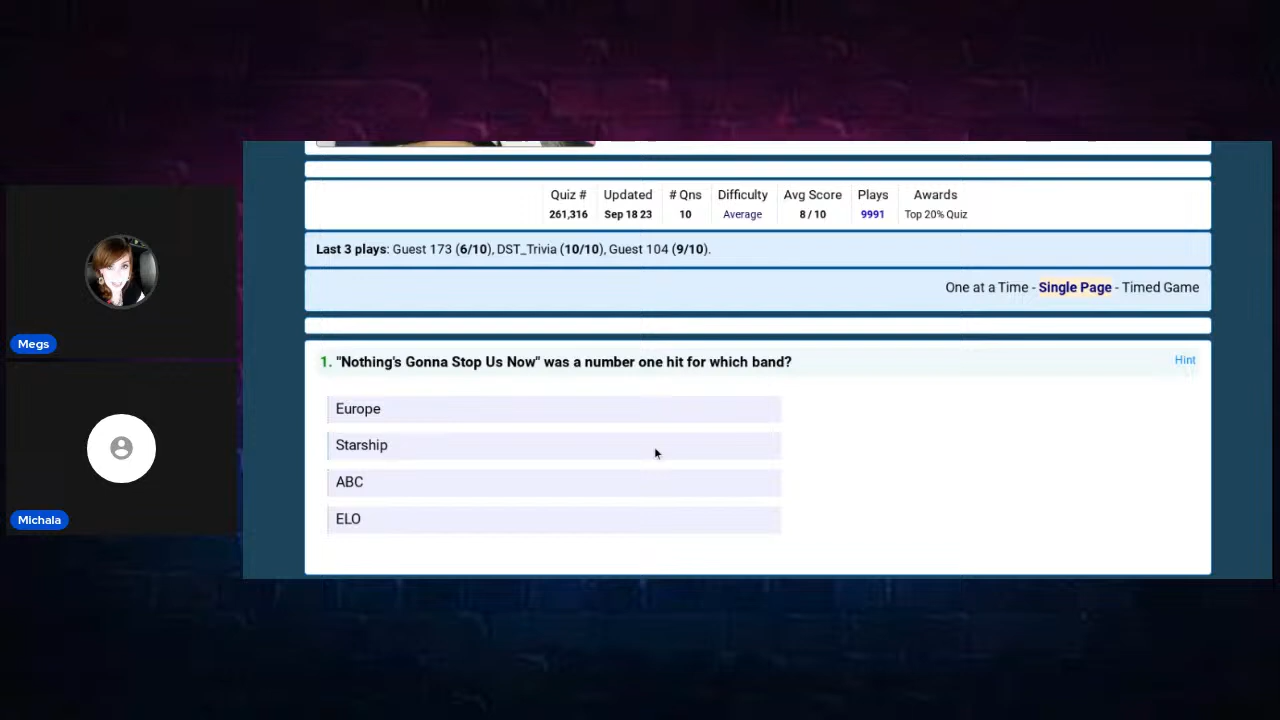 Quiz # Updated # Qns Difficulty Avg Score Plays Awards
261,316 Sep 18 23 10 Average 8 / 10 9991 Top 20% Quiz
Last 3 plays: Guest 173 (6/10), DST_Trivia (10/10), Guest 104 (9/10).
One at a Time - Single Page - Timed Game
Megs
1. "Nothing's Gonna Stop Us Now" was a number one hit for which band? Hint
Europe
Starship
ABC
ELO
Michala